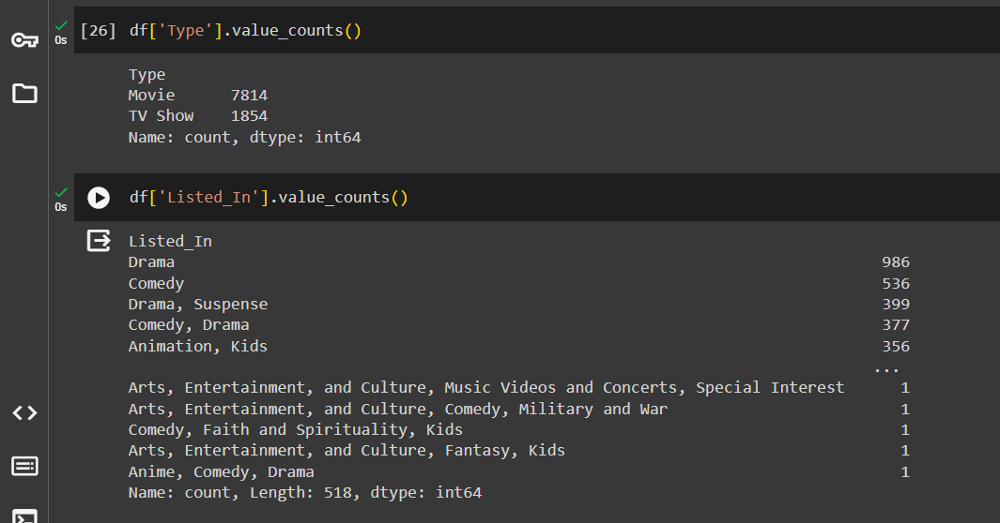 [26] df['Type'].value_counts()
0s
Type
Movie 7814
TV Show 1854
Name: count, dtype: int64
df['Listed_In'].value_counts()
0s
Listed_In
Drama 986
Comedy 536
Drama, Suspense 399
Comedy, Drama 377
Animation, Kids 356
...
Arts, Entertainment, and Culture, Music Videos and Concerts, Special Interest 1
Arts, Entertainment, and Culture, Comedy, Military and War 1
Comedy, Faith and Spirituality, Kids 1
Arts, Entertainment, and Culture, Fantasy, Kids 1
Anime, Comedy, Drama 1
Name: count, Length: 518, dtype: int64